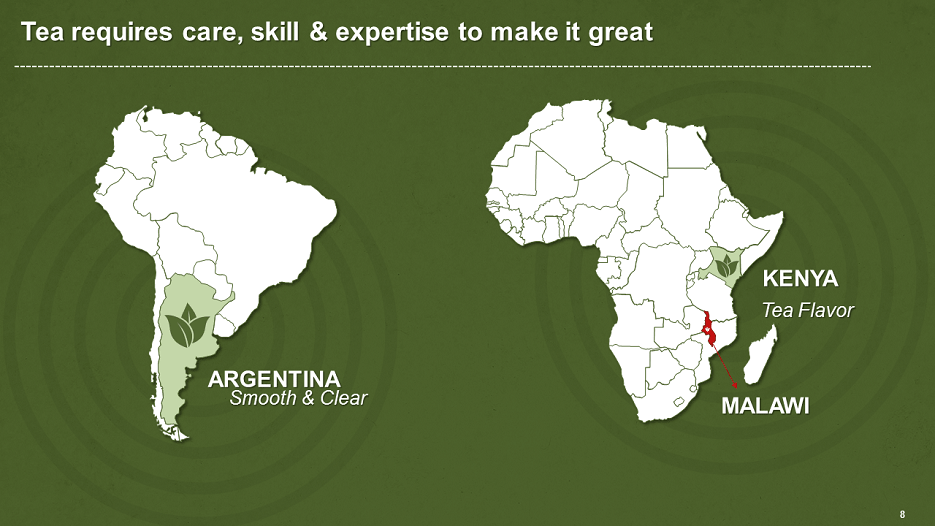 Tea requires care, skill & expertise to make it great
ARGENTINA
Smooth & Clear
KENYA
Tea Flavor
MALAWI
8